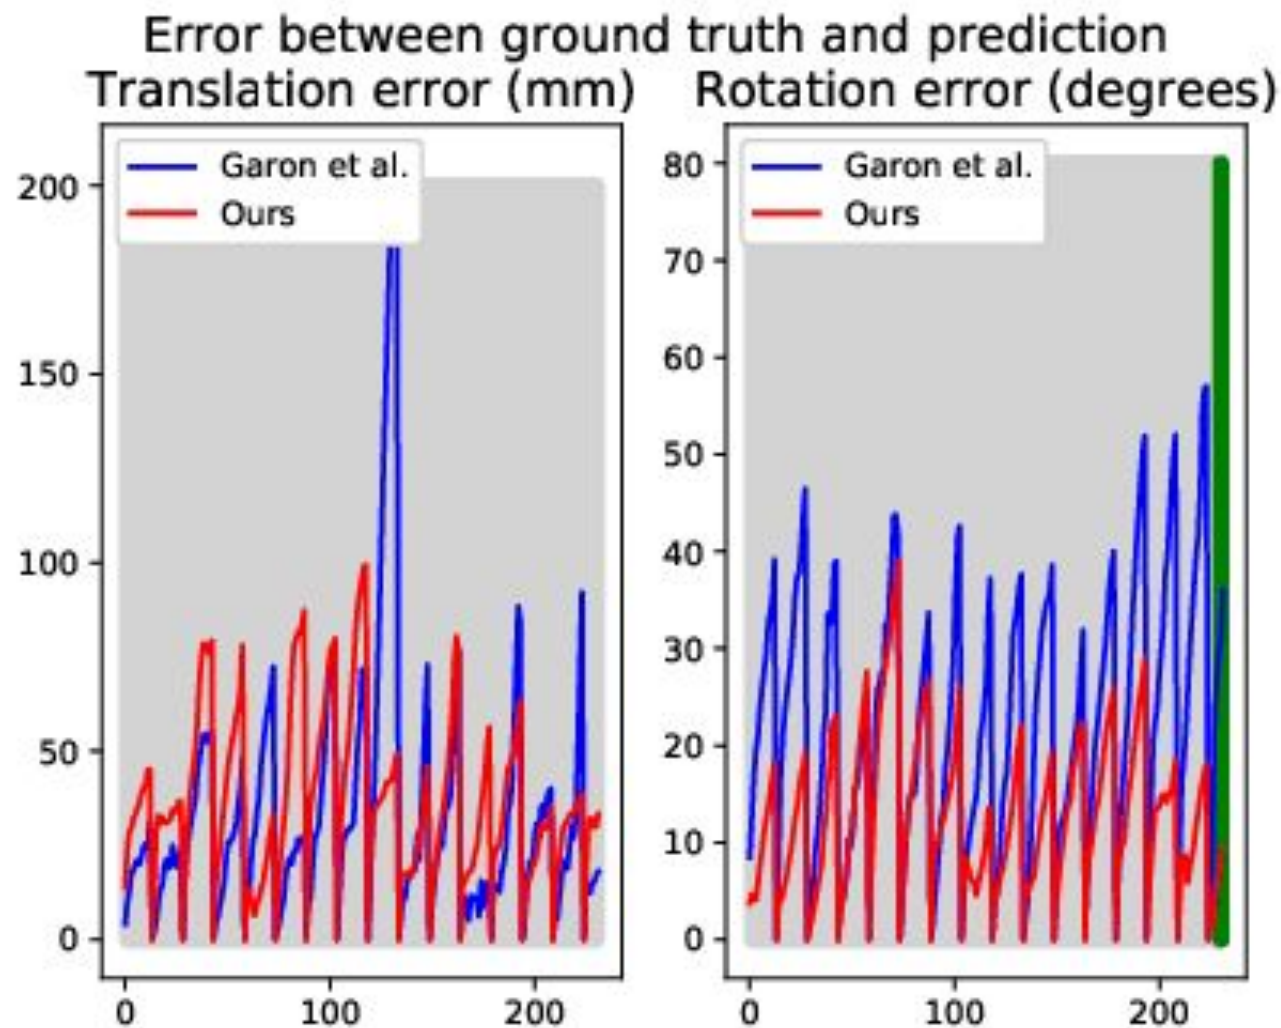 Error between ground truth and prediction
Translation error (mm)
Garon et al.
Ours
200
150
100
50
0
0 100 200
Rotation error (degrees)
Garon et al.
Ours
80
70
60
50
40
30
20
10
0
0 100 200